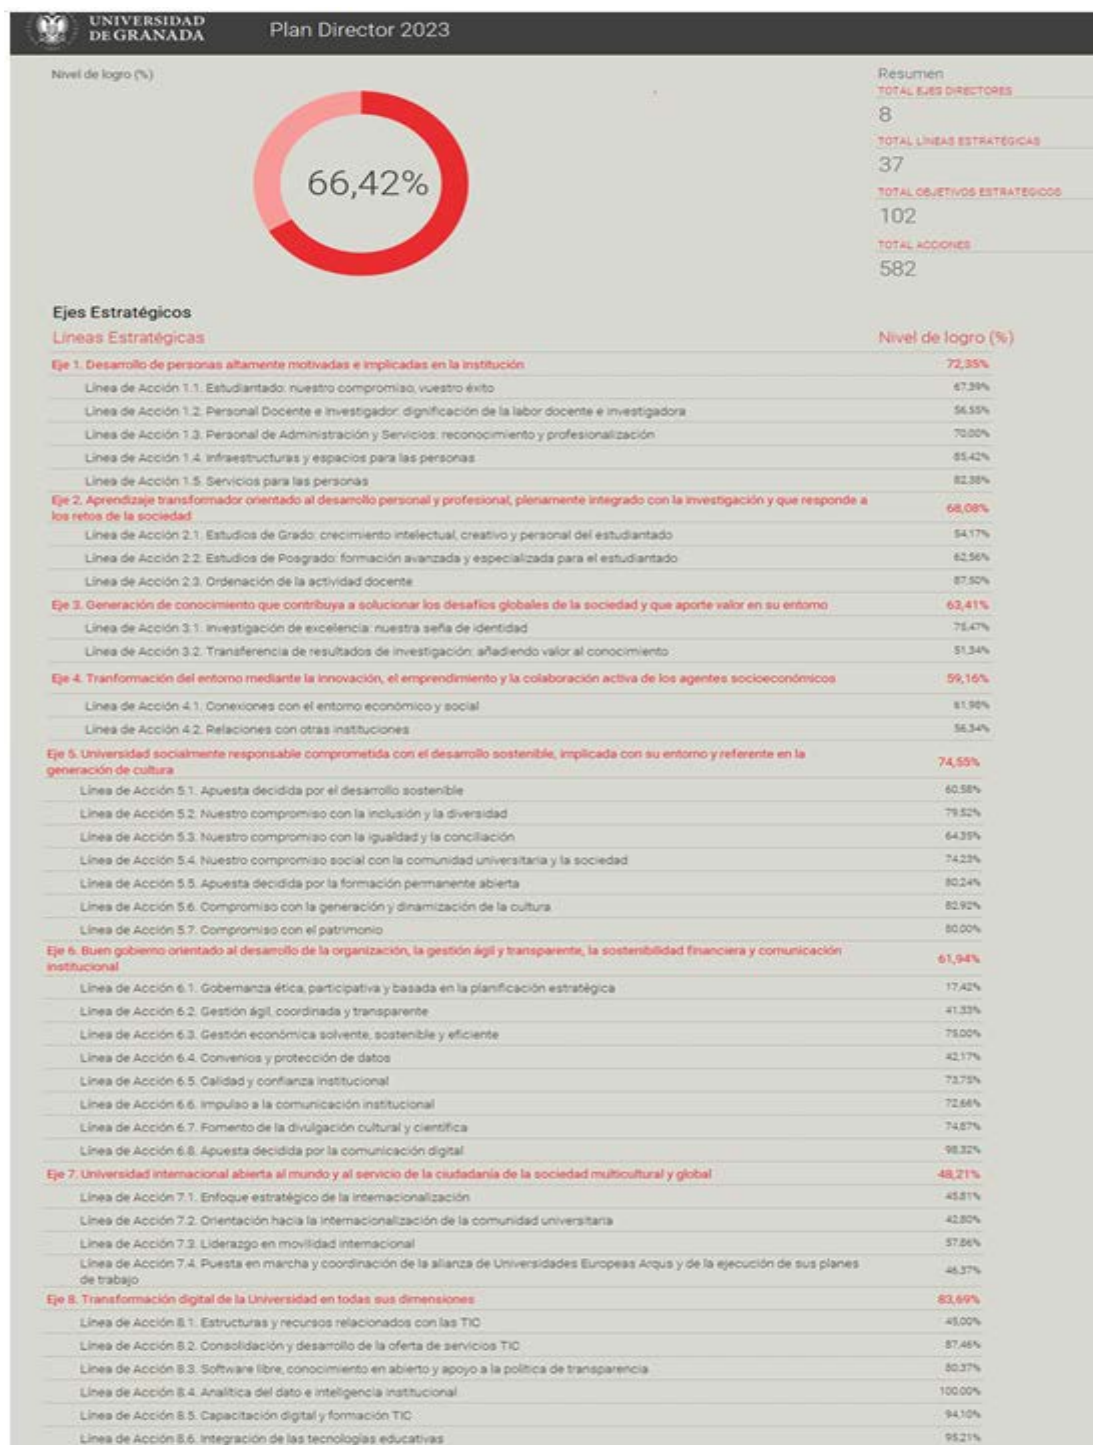 UNIVERSIDAD
DE GRANADA
Plan Director 2023
Nivel de logro (%)
66,42%
Resumen
TOTAL EJES DIRECTORES
8
TOTAL LÍNEAS ESTRATÉGICAS
37
TOTAL OBJETIVOS ESTRATEGICOS
102
TOTAL ACCIONES
582
Ejes Estratégicos
Líneas Estratégicas Nivel de logro (%)
Eje 1. Desarrollo de personas altamente motivadas e implicadas en la institución 72,35%
Línea de Acción 1.1. Estudiantado: nuestro compromiso, vuestro éxito 67,39%
Línea de Acción 1.2. Personal Docente e Investigador: dignificación de la labor docente e investigadora 56,55%
Línea de Acción 1.3. Personal de Administración y Servicios: reconocimiento y profesionalización 70,00%
Línea de Acción 1.4. Infraestructuras y espacios para las personas 85,42%
Línea de Acción 1.5. Servicios para las personas 82,38%
Eje 2. Aprendizaje transformador orientado al desarrollo personal y profesional, plenamente integrado con la investigación y que responde a
los retos de la sociedad 68,08%
Línea de Acción 2.1. Estudios de Grado: crecimiento intelectual, creativo y personal del estudiantado 54,17%
Línea de Acción 2.2. Estudios de Posgrado: formación avanzada y especializada para el estudiantado 62,56%
Línea de Acción 2.3. Ordenación de la actividad docente 87,50%
Eje 3. Generación de conocimiento que contribuya a solucionar los desafíos globales de la sociedad y que aporte valor en su entorno 63,41%
Línea de Acción 3.1. Investigación de excelencia: nuestra seña de identidad 75,47%
Línea de Acción 3.2. Transferencia de resultados de investigación: añadiendo valor al conocimiento 51,34%
Eje 4. Tranformación del entorno mediante la innovación, el emprendimiento y la colaboración activa de los agentes socioeconómicos 59,16%
Línea de Acción 4.1. Conexiones con el entorno económico y social 61,98%
Línea de Acción 4.2. Relaciones con otras instituciones 56,34%
Eje 5. Universidad socialmente responsable comprometida con el desarrollo sostenible, implicada con su entorno y referente en la
generación de cultura 74,55%
Línea de Acción 5.1. Apuesta decidida por el desarrollo sostenible 60,58%
Línea de Acción 5.2. Nuestro compromiso con la inclusión y la diversidad 79,52%
Línea de Acción 5.3. Nuestro compromiso con la igualdad y la conciliación 64,35%
Línea de Acción 5.4. Nuestro compromiso social con la comunidad universitaria y la sociedad 74,23%
Línea de Acción 5.5. Apuesta decidida por la formación permanente abierta 80,24%
Línea de Acción 5.6. Compromiso con la generación y dinamización de la cultura 82,92%
Línea de Acción 5.7. Compromiso con el patrimonio 80,00%
Eje 6. Buen gobierno orientado al desarrollo de la organización, la gestión ágil y transparente, la sostenibilidad financiera y comunicación
institucional 61,94%
Línea de Acción 6.1. Gobernanza ética, participativa y basada en la planificación estratégica 17,42%
Línea de Acción 6.2. Gestión ágil, coordinada y transparente 41,33%
Línea de Acción 6.3. Gestión económica solvente, sostenible y eficiente 75,00%
Línea de Acción 6.4. Convenios y protección de datos 42,17%
Línea de Acción 6.5. Calidad y confianza institucional 73,75%
Línea de Acción 6.6. Impulso a la comunicación institucional 72,66%
Línea de Acción 6.7. Fomento de la divulgación cultural y científica 74,87%
Línea de Acción 6.8. Apuesta decidida por la comunicación digital 98,32%
Eje 7. Universidad internacional abierta al mundo y al servicio de la ciudadanía de la sociedad multicultural y global 48,21%
Línea de Acción 7.1. Enfoque estratégico de la internacionalización 45,81%
Línea de Acción 7.2. Orientación hacia la internacionalización de la comunidad universitaria 42,80%
Línea de Acción 7.3. Liderazgo en movilidad internacional 57,86%
Línea de Acción 7.4. Puesta en marcha y coordinación de la alianza de Universidades Europeas Arqus y de la ejecución de sus planes
de trabajo 46,37%
Eje 8. Transformación digital de la Universidad en todas sus dimensiones 83,69%
Línea de Acción 8.1. Estructuras y recursos relacionados con las TIC 45,00%
Línea de Acción 8.2. Consolidación y desarrollo de la oferta de servicios TIC 87,46%
Línea de Acción 8.3. Software libre, conocimiento en abierto y apoyo a la política de transparencia 80,37%
Línea de Acción 8.4. Analítica del dato e inteligencia institucional 100,00%
Línea de Acción 8.5. Capacitación digital y formación TIC 94,10%
Línea de Acción 8.6. Integración de las tecnologías educativas 95,21%